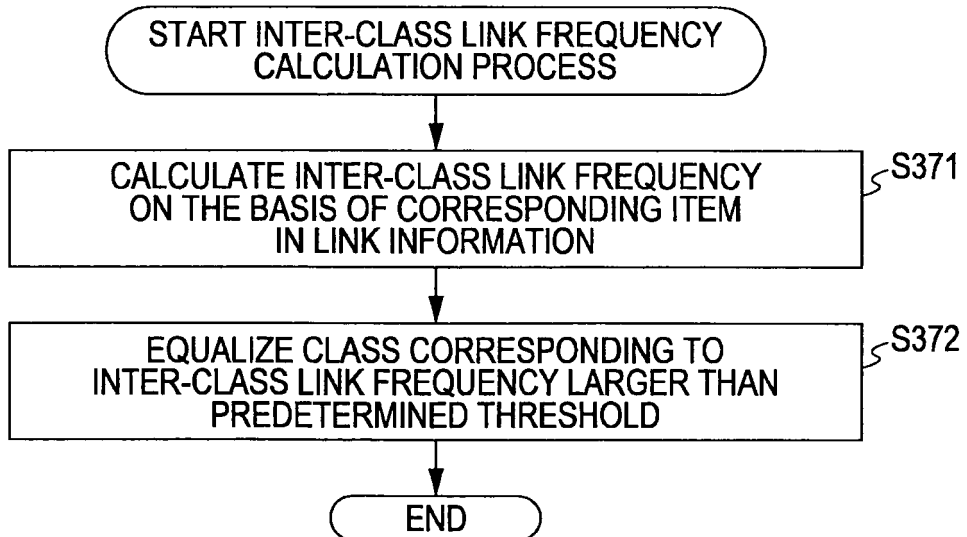 START INTER-CLASS LINK FREQUENCY
CALCULATION PROCESS
CALCULATE INTER-CLASS LINK FREQUENCY
ON THE BASIS OF CORRESPONDING ITEM
IN LINK INFORMATION
S371
EQUALIZE CLASS CORRESPONDING TO
INTER-CLASS LINK FREQUENCY LARGER THAN
PREDETERMINED THRESHOLD
S372
END